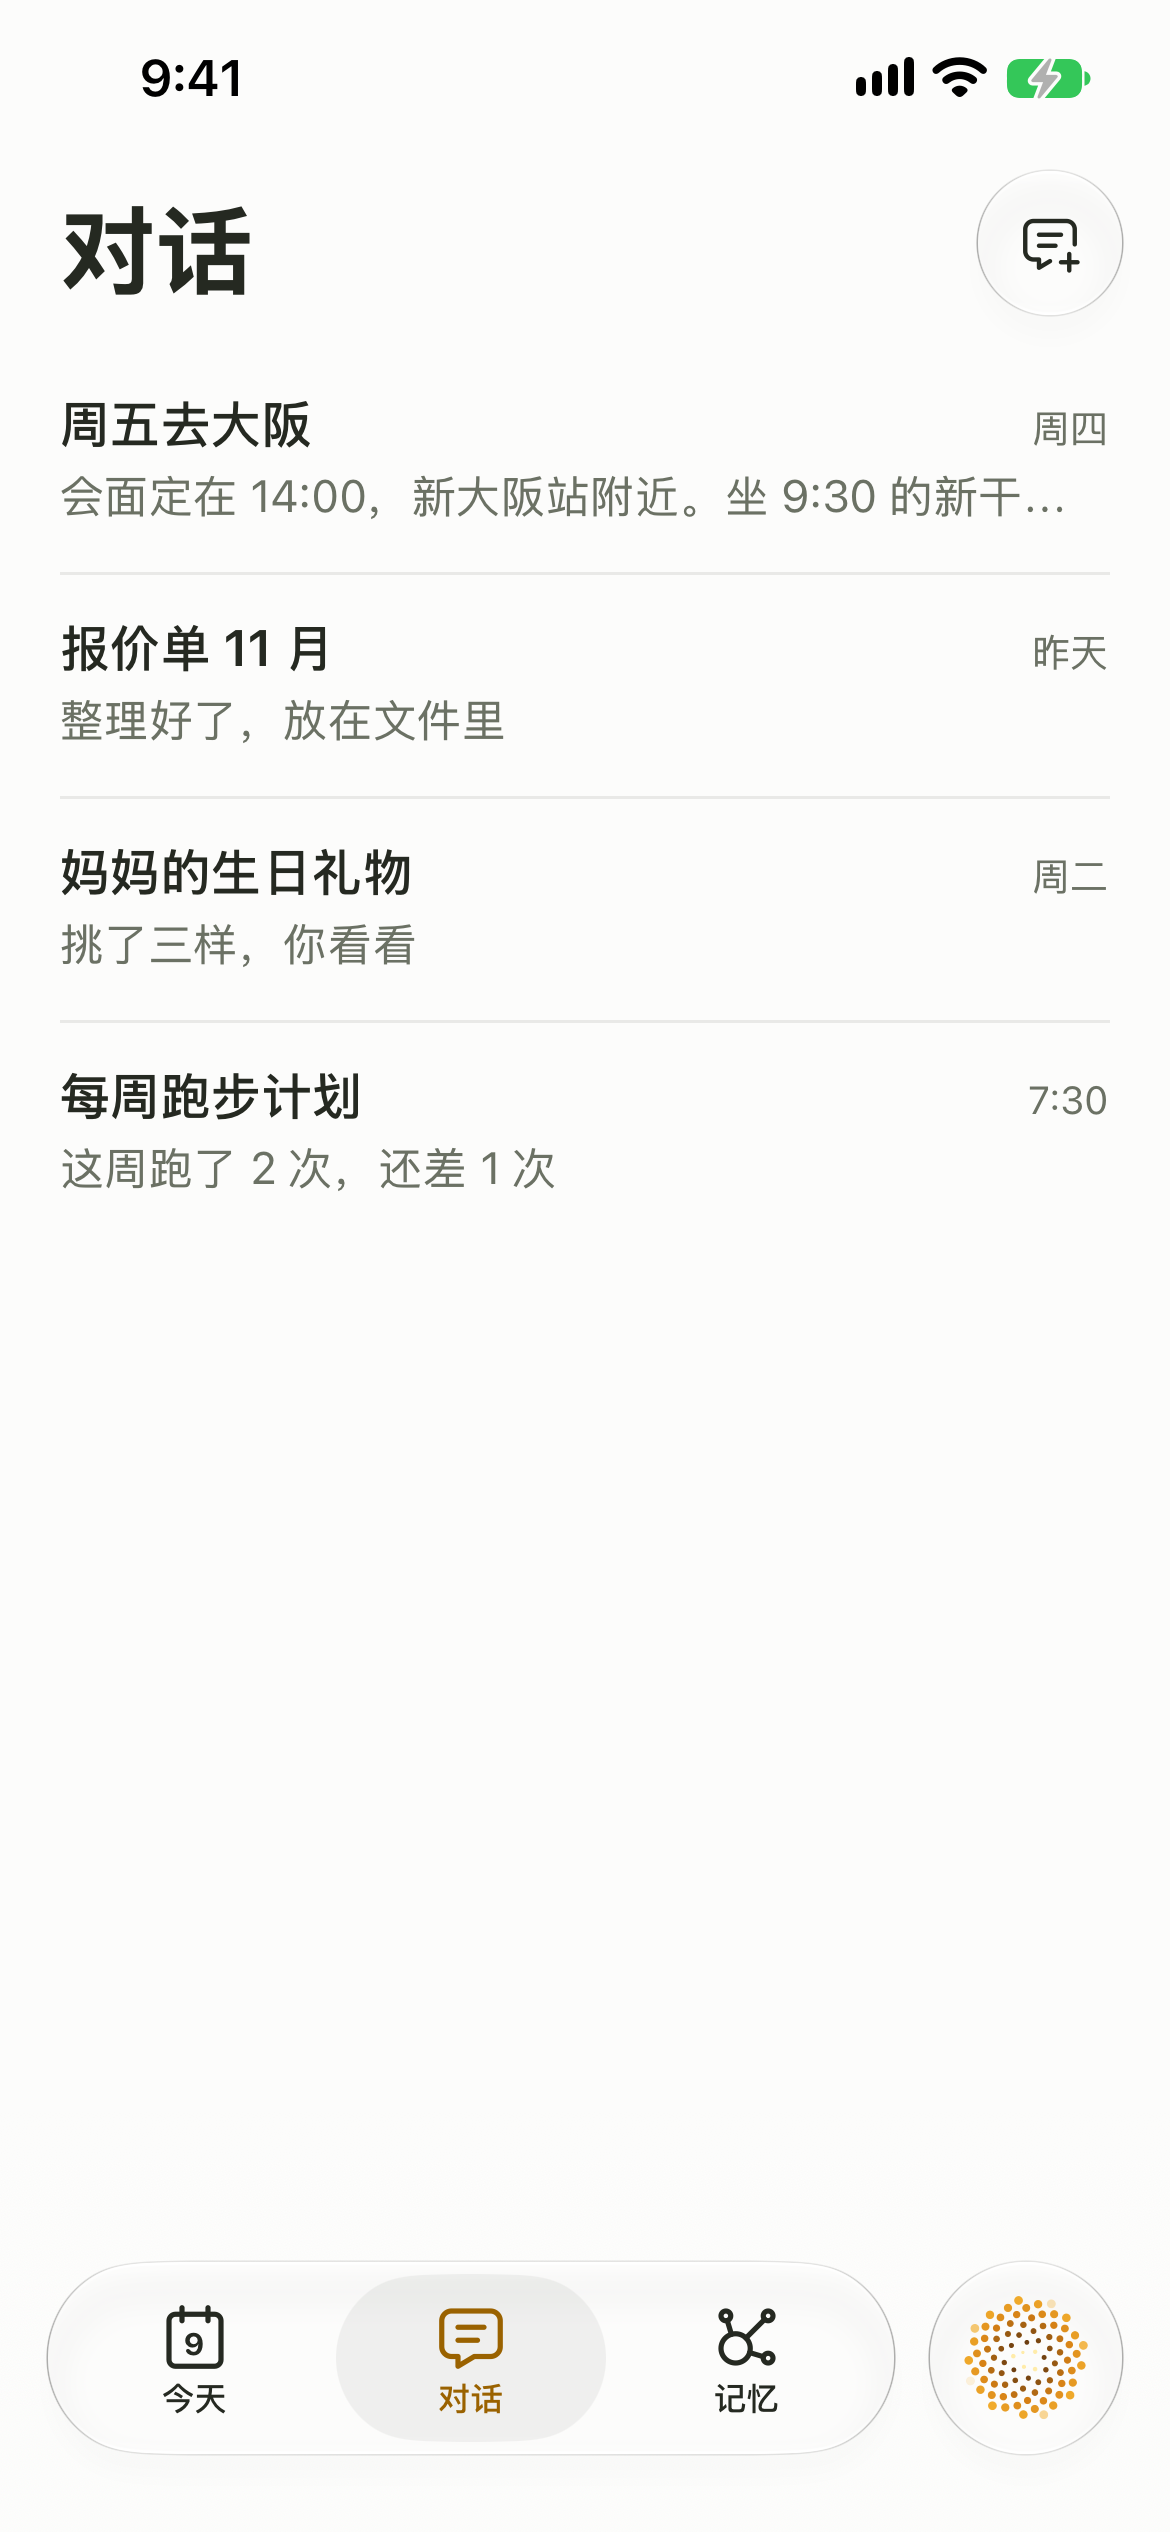 9:41
对话
周五去大阪
周四
会面定在 14:00，新大阪站附近。坐 9:30 的新干...
报价单 11 月
昨天
整理好了，放在文件里
妈妈的生日礼物
周二
挑了三样，你看看
每周跑步计划
7:30
这周跑了 2 次，还差 1 次
9
今天
对话
记忆